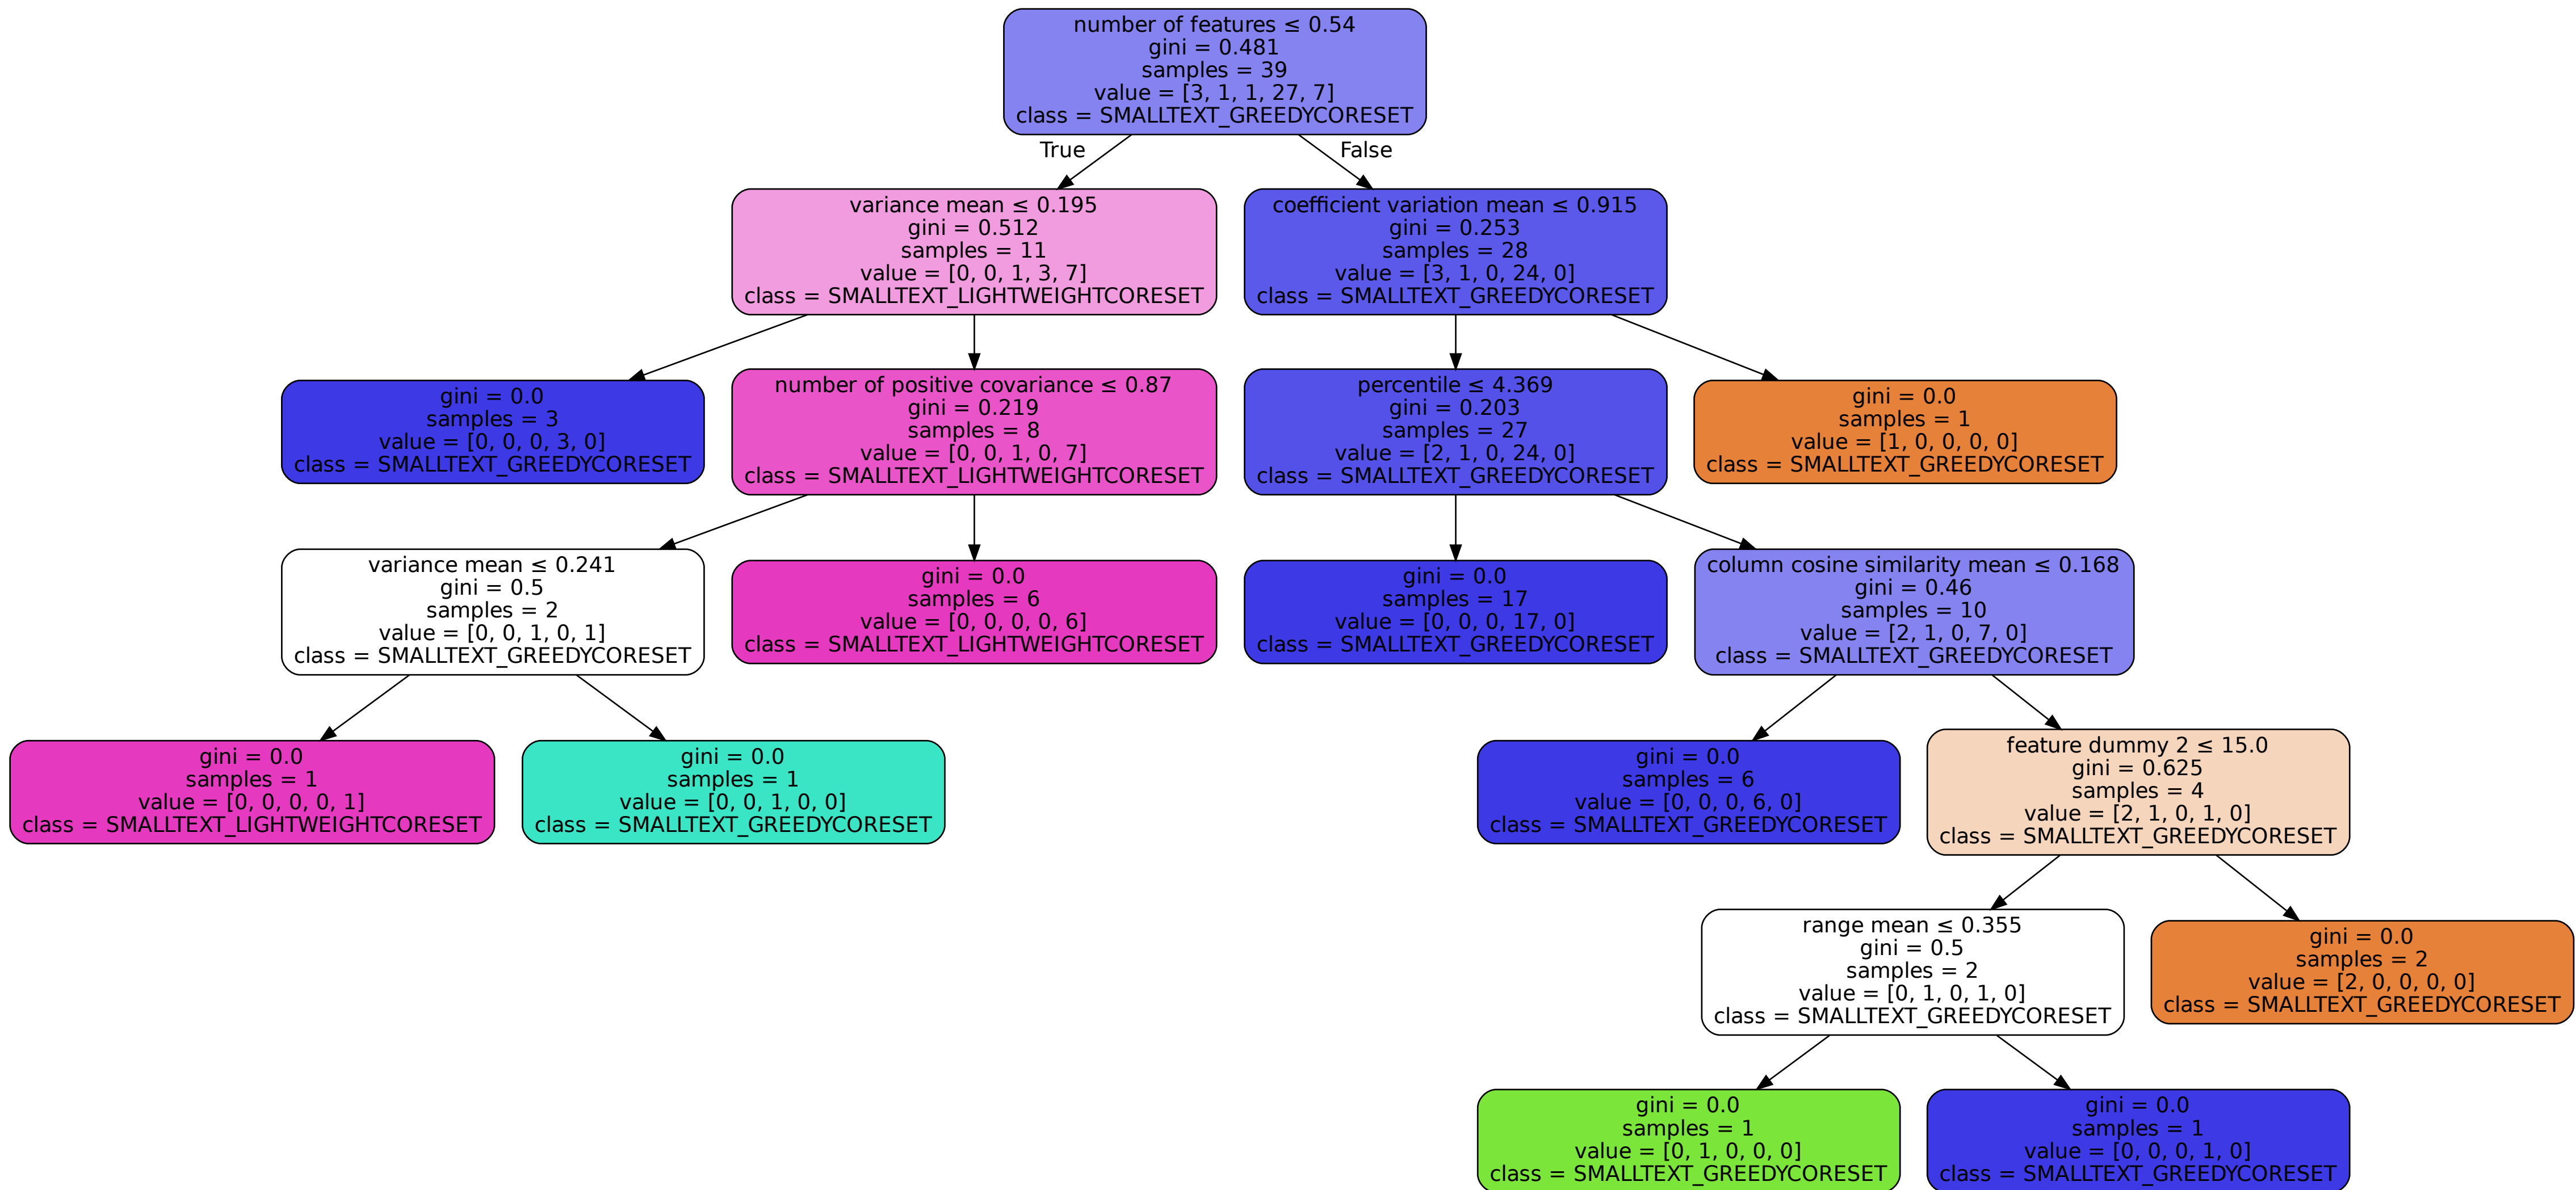 number of features ≤ 0.54
gini = 0.481
samples = 39
value = [3, 1, 1, 27, 7]
class = SMALLTEXT_GREEDYCORESET
True
False
variance mean ≤ 0.195
gini = 0.512
samples = 11
value = [0, 0, 1, 3, 7]
class = SMALLTEXT_LIGHTWEIGHTCORESET
coefficient variation mean ≤ 0.915
gini = 0.253
samples = 28
value = [3, 1, 0, 24, 0]
class = SMALLTEXT_GREEDYCORESET
gini = 0.0
samples = 3
value = [0, 0, 0, 3, 0]
class = SMALLTEXT_GREEDYCORESET
number of positive covariance ≤ 0.87
gini = 0.219
samples = 8
value = [0, 0, 1, 0, 7]
class = SMALLTEXT_LIGHTWEIGHTCORESET
percentile ≤ 4.369
gini = 0.203
samples = 27
value = [2, 1, 0, 24, 0]
class = SMALLTEXT_GREEDYCORESET
gini = 0.0
samples = 1
value = [1, 0, 0, 0, 0]
class = SMALLTEXT_GREEDYCORESET
variance mean ≤ 0.241
gini = 0.5
samples = 2
value = [0, 0, 1, 0, 1]
class = SMALLTEXT_GREEDYCORESET
gini = 0.0
samples = 6
value = [0, 0, 0, 0, 6]
class = SMALLTEXT_LIGHTWEIGHTCORESET
gini = 0.0
samples = 17
value = [0, 0, 0, 17, 0]
class = SMALLTEXT_GREEDYCORESET
column cosine similarity mean ≤ 0.168
gini = 0.46
samples = 10
value = [2, 1, 0, 7, 0]
class = SMALLTEXT_GREEDYCORESET
gini = 0.0
samples = 1
value = [0, 0, 0, 0, 1]
class = SMALLTEXT_LIGHTWEIGHTCORESET
gini = 0.0
samples = 1
value = [0, 0, 1, 0, 0]
class = SMALLTEXT_GREEDYCORESET
gini = 0.0
samples = 6
value = [0, 0, 0, 6, 0]
class = SMALLTEXT_GREEDYCORESET
feature dummy 2 ≤ 15.0
gini = 0.625
samples = 4
value = [2, 1, 0, 1, 0]
class = SMALLTEXT_GREEDYCORESET
range mean ≤ 0.355
gini = 0.5
samples = 2
value = [0, 1, 0, 1, 0]
class = SMALLTEXT_GREEDYCORESET
gini = 0.0
samples = 2
value = [2, 0, 0, 0, 0]
class = SMALLTEXT_GREEDYCORESET
gini = 0.0
samples = 1
value = [0, 1, 0, 0, 0]
class = SMALLTEXT_GREEDYCORESET
gini = 0.0
samples = 1
value = [0, 0, 0, 1, 0]
class = SMALLTEXT_GREEDYCORESET